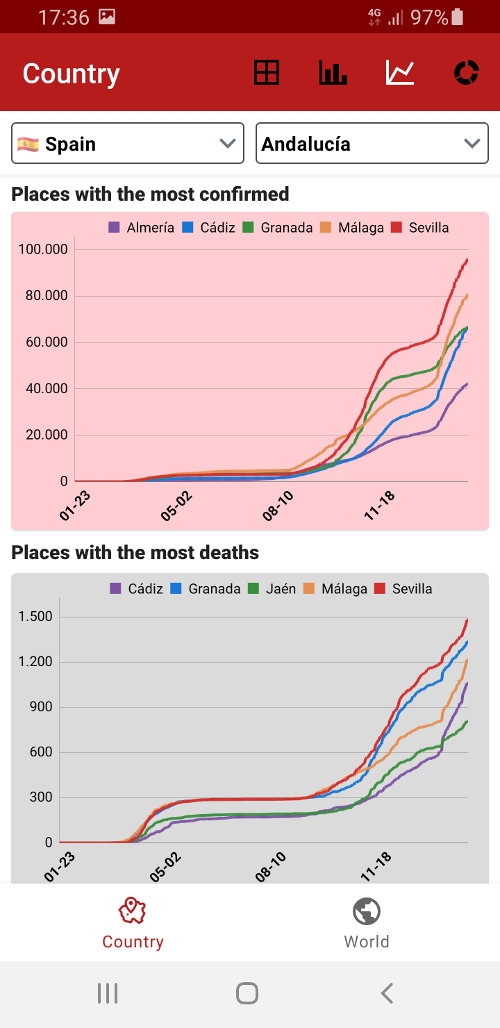 17:36 4G 97%
Country
Spain Andalucía
Places with the most confirmed
Almería Cádiz Granada Málaga Sevilla
100.000
80.000
60.000
40.000
20.000
0
01-23 05-02 08-10 11-18
Places with the most deaths
Cádiz Granada Jaén Málaga Sevilla
1.500
1.200
900
600
300
0
01-23 05-02 08-10 11-18
Country World